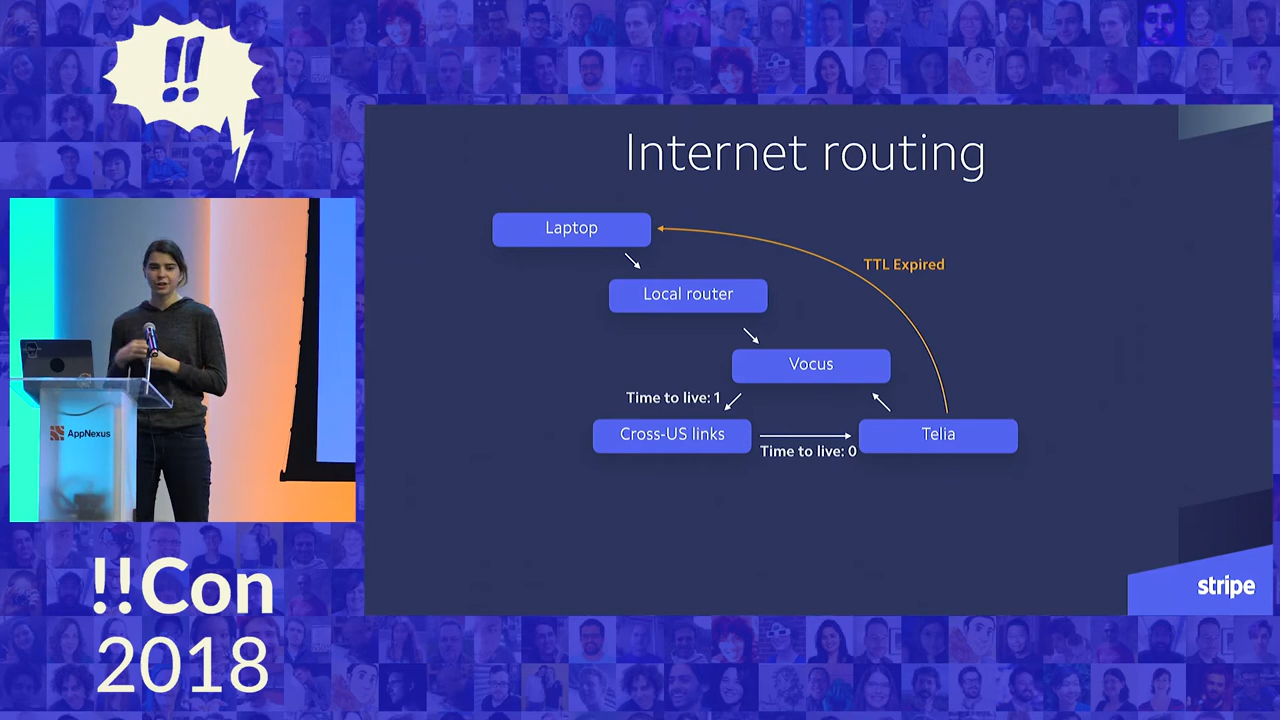 !!
Internet routing
Laptop
TTL Expired
Local router
Vocus
Time to live: 1
Cross-US links
Telia
Time to live: 0
AppNexus
!!Con
2018
stripe